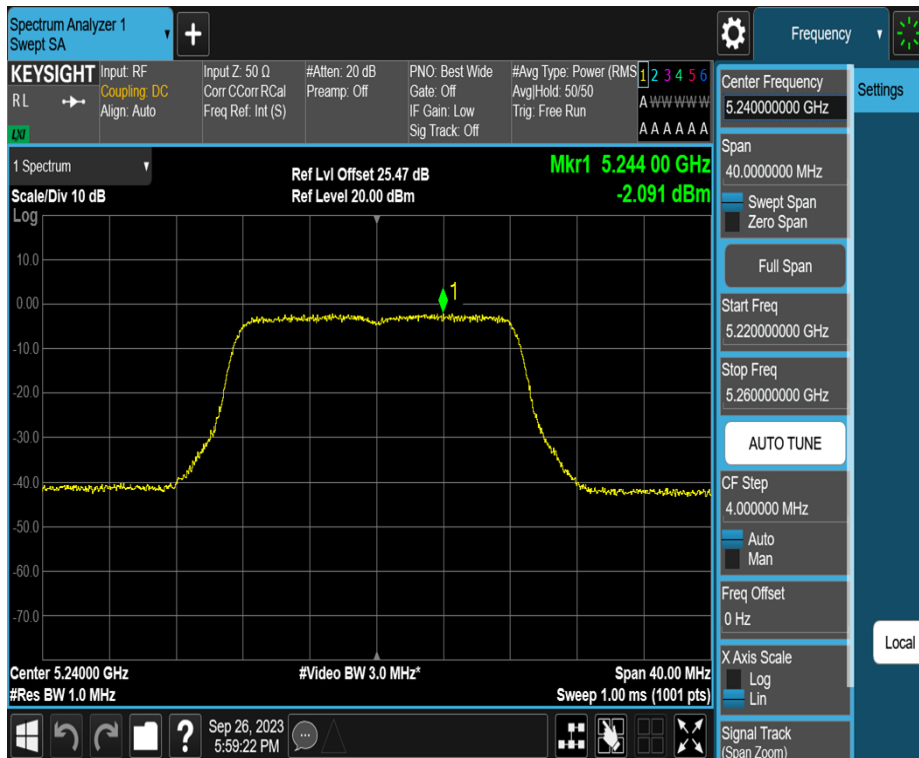 Spectrum Analyzer 1
Swept SA
+
Frequency
KEYSIGHT
RL
LXI
Input: RF
Coupling: DC
Align: Auto
Input Z: 50 Ω
Corr CCorr RCal
Freq Ref: Int (S)
#Atten: 20 dB
Preamp: Off
PNO: Best Wide
Gate: Off
IF Gain: Low
Sig Track: Off
#Avg Type: Power (RMS
Avg|Hold: 50/50
Trig: Free Run
1 2 3 4 5 6
A W W W W W
A A A A A A
1 Spectrum
Scale/Div 10 dB
Log
Ref Lvl Offset 25.47 dB
Ref Level 20.00 dBm
Mkr1 5.244 00 GHz
-2.091 dBm
1
10.0
0.00
-10.0
-20.0
-30.0
-40.0
-50.0
-60.0
-70.0
Center 5.24000 GHz
#Res BW 1.0 MHz
#Video BW 3.0 MHz*
Span 40.00 MHz
Sweep 1.00 ms (1001 pts)
?
Sep 26, 2023
5:59:22 PM
Center Frequency
5.240000000 GHz
Settings
Span
40.0000000 MHz
Swept Span
Zero Span
Full Span
Start Freq
5.220000000 GHz
Stop Freq
5.260000000 GHz
AUTO TUNE
CF Step
4.000000 MHz
Auto
Man
Freq Offset
0 Hz
Local
X Axis Scale
Log
Lin
Signal Track
(Span Zoom)